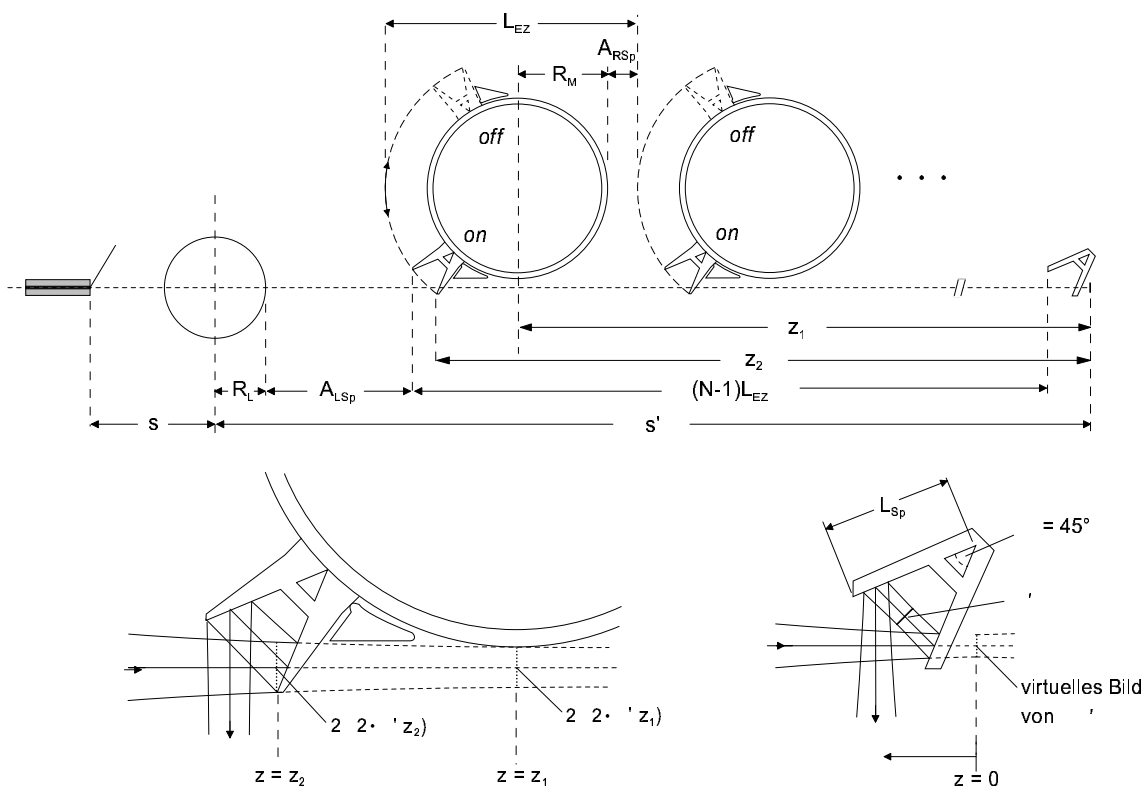 L_EZ
A_RSp
R_M
off
off
on
on
• • •
//
z_1
z_2
R_L
A_LSp
(N-1)L_EZ
s
s'
L_Sp
= 45°
'
2 2• ' z_2)
2 2• ' z_1)
virtuelles Bild
von '
z = z_2
z = z_1
z = 0